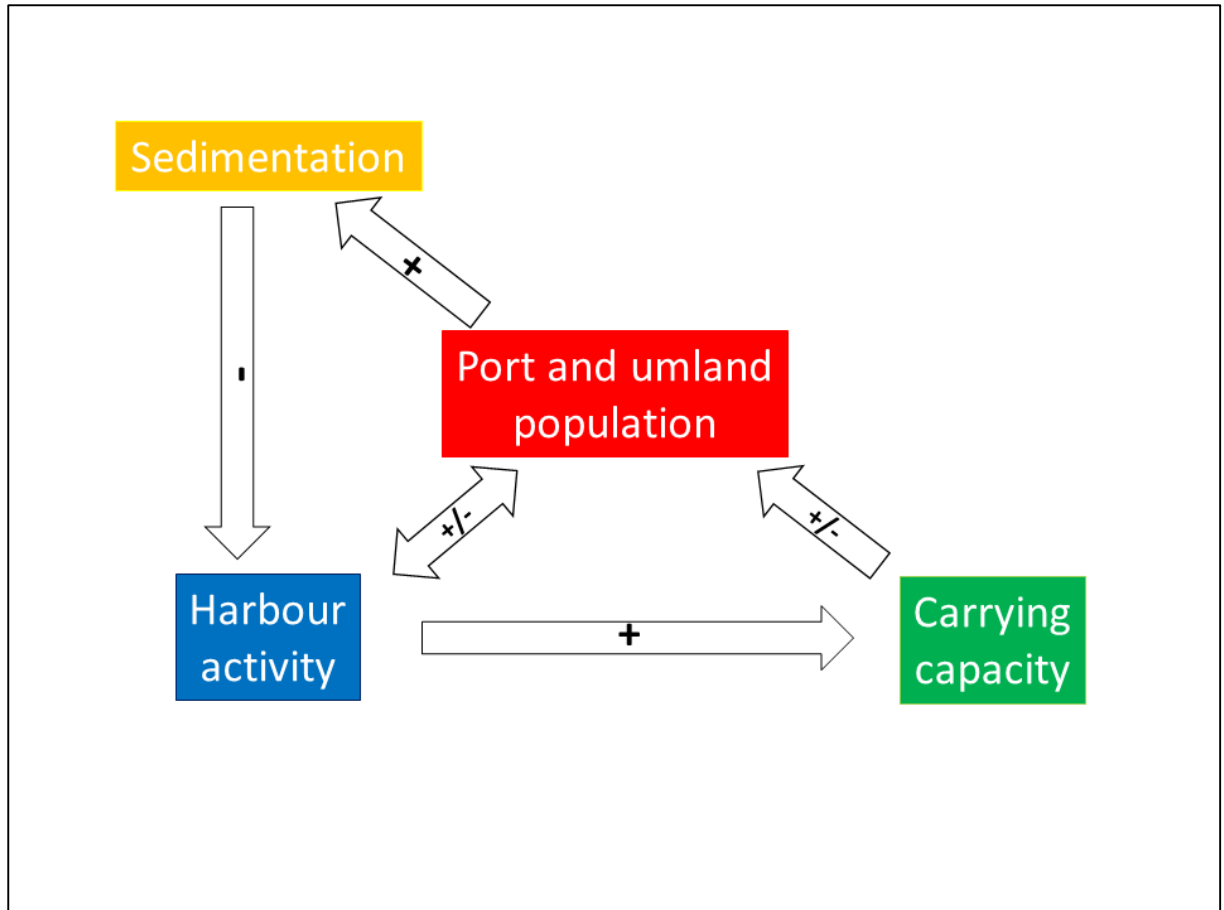 Sedimentation
+
-
Port and umland
population
+/-
+/-
Harbour
activity
+
Carrying
capacity